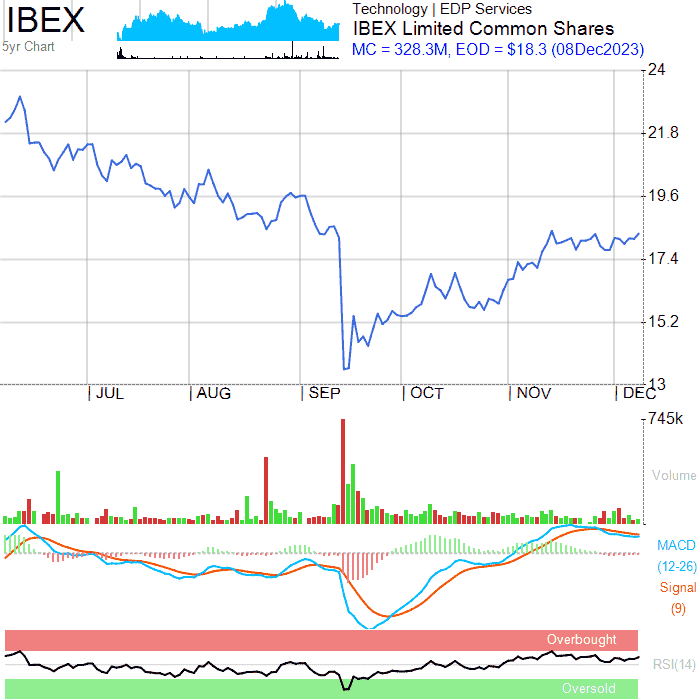 IBEX
5yr Chart
Technology | EDP Services
IBEX Limited Common Shares
MC = 328.3M, EOD = $18.3 (08Dec2023)
24
21.8
19.6
17.4
15.2
13
JUL
AUG
SEP
OCT
NOV
DEC
745k
Volume
MACD
(12-26)
Signal
(9)
Overbought
RSI(14)
Oversold